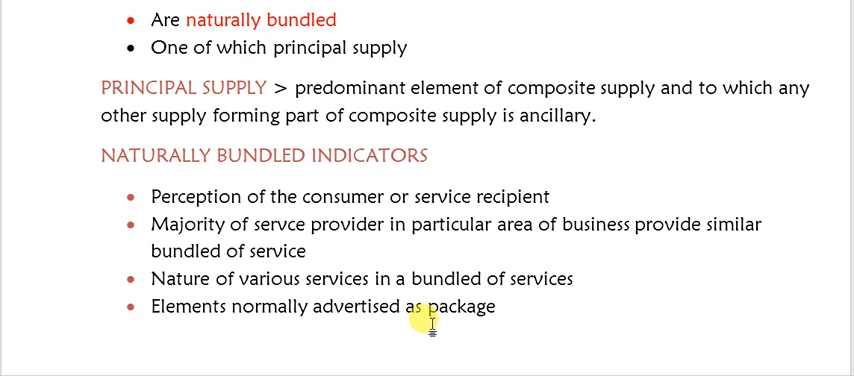 • Are naturally bundled
• One of which principal supply
PRINCIPAL SUPPLY > predominant element of composite supply and to which any
other supply forming part of composite supply is ancillary.
NATURALLY BUNDLED INDICATORS
• Perception of the consumer or service recipient
• Majority of servce provider in particular area of business provide similar
bundled of service
• Nature of various services in a bundled of services
• Elements normally advertised as package